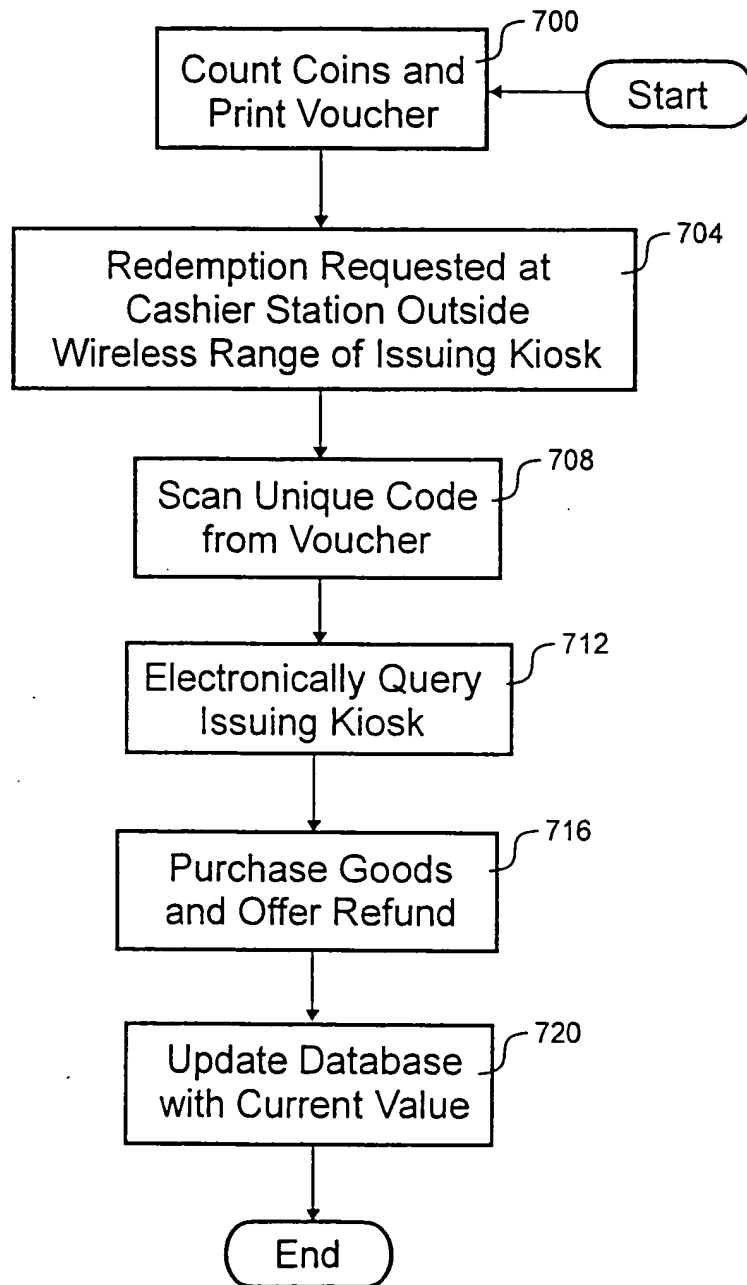 700
Count Coins and
Print Voucher
Start
704
Redemption Requested at
Cashier Station Outside
Wireless Range of Issuing Kiosk
708
Scan Unique Code
from Voucher
712
Electronically Query
Issuing Kiosk
716
Purchase Goods
and Offer Refund
720
Update Database
with Current Value
End